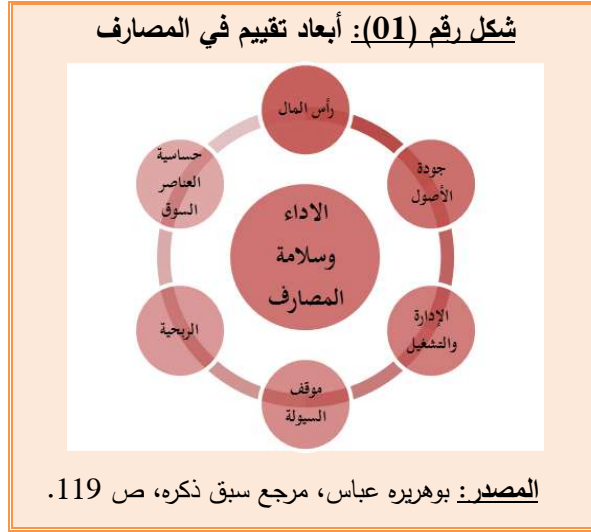 شكل رقم (01): أبعاد تقييم في المصارف
رأس المال
جودة
الأصول
الإدارة
والتشغيل
موقف
السيولة
الربحية
حساسية
العناصر
السوق
الاداء
وسلامة
المصارف
المصدر: بوهريره عباس، مرجع سبق ذكره، ص 119.